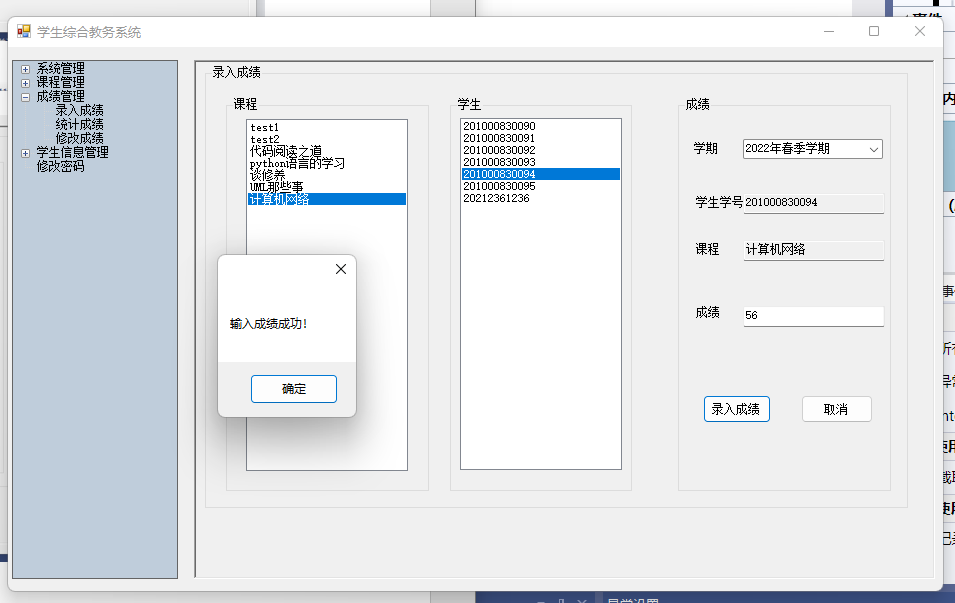 事件
学生综合教务系统
系统管理
课程管理
成绩管理
录入成绩
统计成绩
修改成绩
学生信息管理
修改密码
录入成绩
课程
test1
test2
代码阅读之道
python语言的学习
谈修养
UML那些事
计算机网络
学生
201000830090
201000830091
201000830092
201000830093
201000830094
201000830095
20212361236
成绩
学期
2022年春季学期
学生学号
201000830094
课程
计算机网络
成绩
56
录入成绩
取消
输入成绩成功!
确定